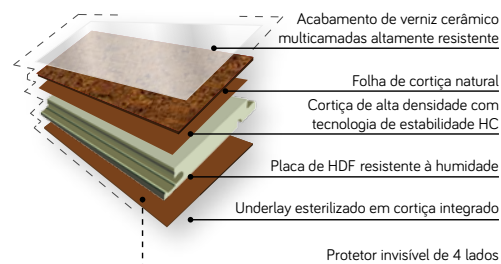 Acabamento de verniz cerâmico
multicamadas altamente resistente
Folha de cortiça natural
Cortiça de alta densidade com
tecnologia de estabilidade HC
Placa de HDF resistente à humidade
Underlay esterilizado em cortiça integrado
Protetor invisível de 4 lados